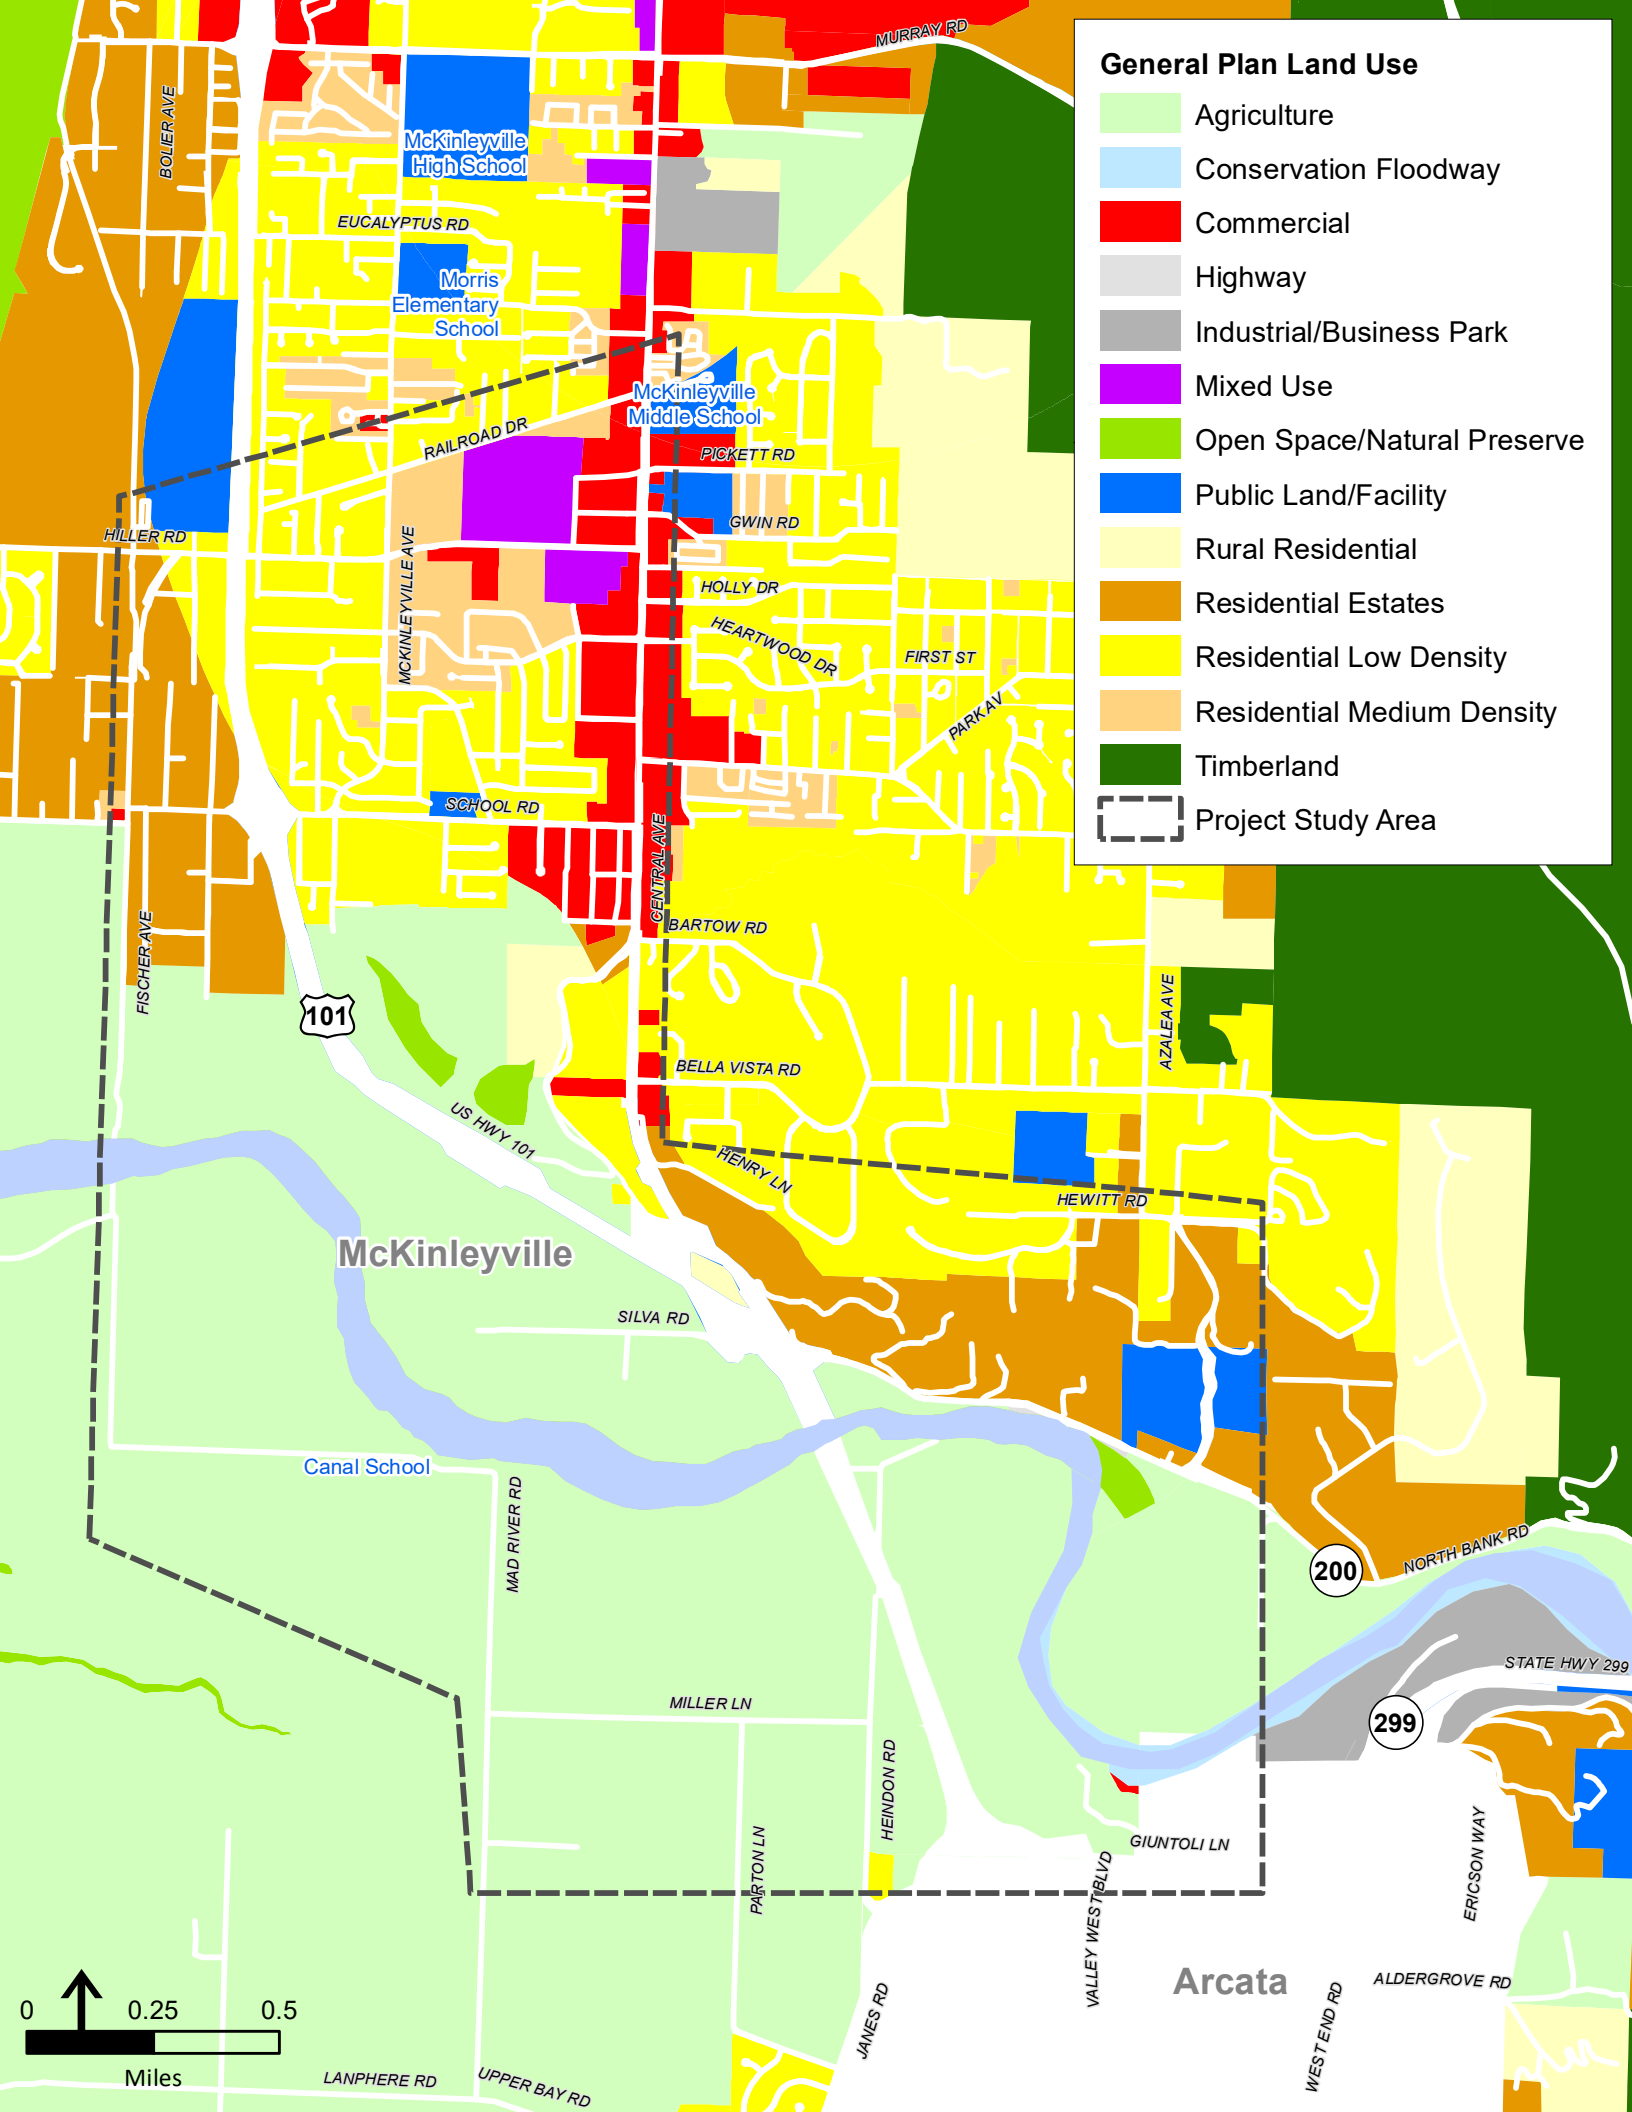 MURRAY RD
General Plan Land Use
Agriculture
Conservation Floodway
Commercial
Highway
Industrial/Business Park
Mixed Use
Open Space/Natural Preserve
Public Land/Facility
Rural Residential
Residential Estates
Residential Low Density
Residential Medium Density
Timberland
Project Study Area
BOLIER AVE
McKinleyville
High School
EUCALYPTUS RD
Morris
Elementary
School
McKinleyville
Middle School
RAILROAD DR
PICKETT RD
GWIN RD
HILLER RD
MCKINLEYVILLE AVE
HOLLY DR
HEARTWOOD DR
FIRST ST
PARK AV
SCHOOL RD
CENTRAL AVE
BARTOW RD
FISCHER AVE
101
AZALEA AVE
BELLA VISTA RD
US HWY 101
HENRY LN
HEWITT RD
McKinleyville
SILVA RD
Canal School
MAD RIVER RD
NORTH BANK RD
200
STATE HWY 299
299
MILLER LN
HEINDON RD
PARTON LN
GIUNTOLI LN
VALLEY WEST BLVD
ERICSON WAY
Arcata
ALDERGROVE RD
JANES RD
WEST END RD
0 0.25 0.5
Miles
LANPHERE RD
UPPER BAY RD